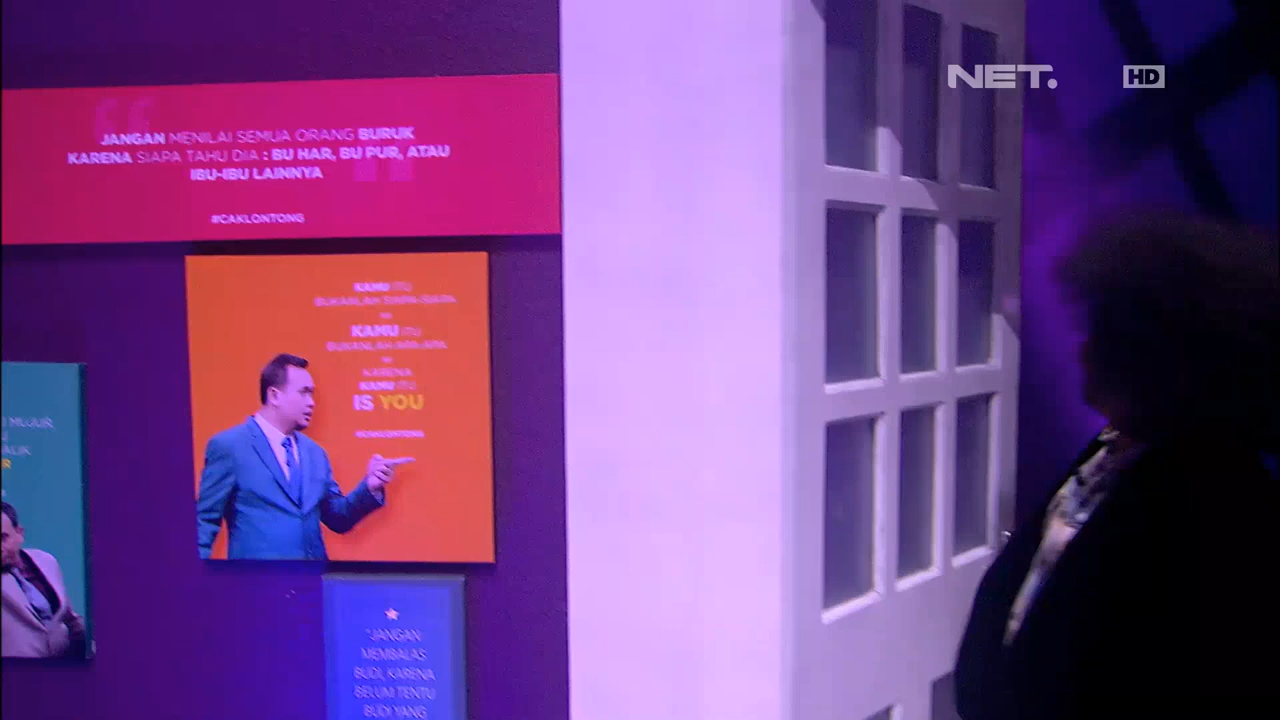 NET.
HD
JANGAN MENILAI SEMUA ORANG BURUK
KARENA SIAPA TAHU DIA : BU HAR, BU PUR, ATAU
IBU-IBU LAINNYA
#CAKLONTONG
KAMU ITU
BUKANLAH SIAPA-SIAPA
KAMU ITU
BUKANLAH APA-APA
KARENA
KAMU ITU
IS YOU
#CAKLONTONG
MUJUR
"JANGAN
MEMBALAS
BUDI, KARENA
BELUM TENTU
BUDI YANG